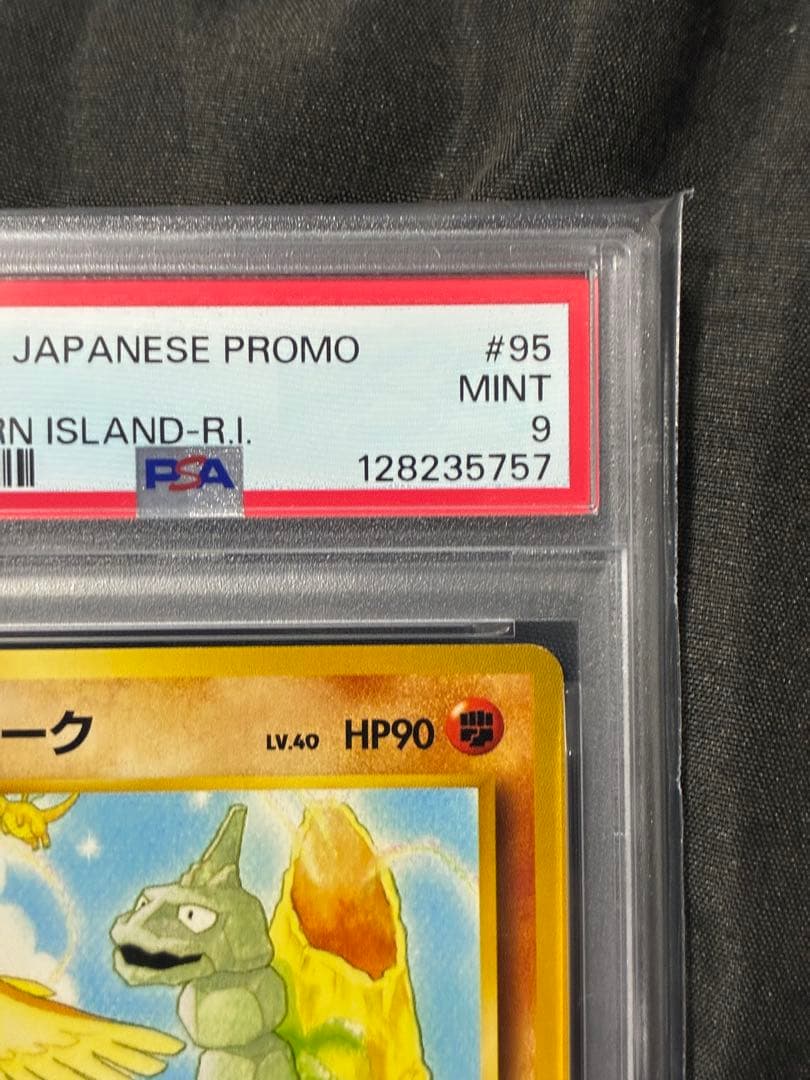 JAPANESE PROMO #95
MINT
RN ISLAND-R.I. 9
PSA 128235757
ーク LV.40 HP90